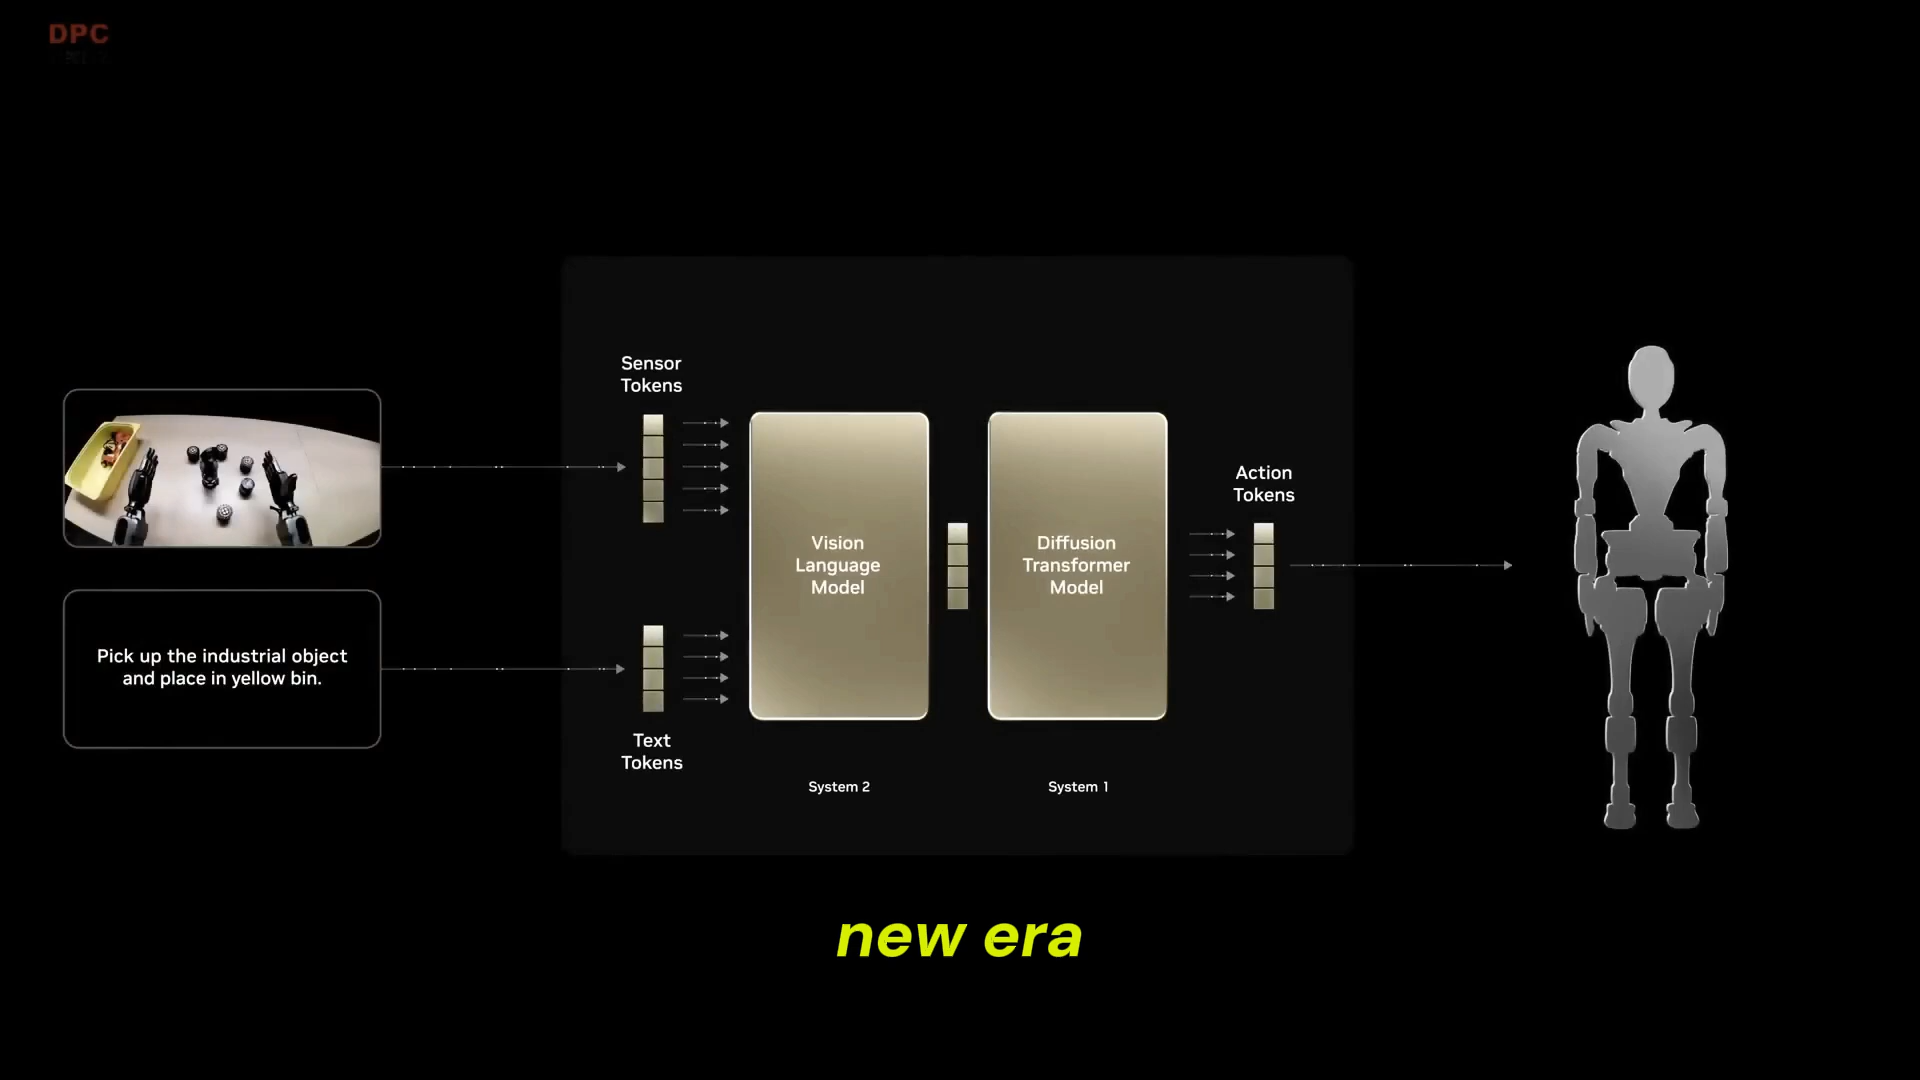 DPC
Sensor
Tokens
Pick up the industrial object
and place in yellow bin.
Text
Tokens
Vision
Language
Model
System 2
Diffusion
Transformer
Model
System 1
Action
Tokens
new era